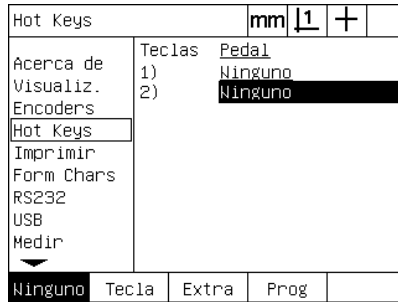 Hot Keys mm 1
Acerca de
Visualiz.
Encoders
Hot Keys
Imprimir
Form Chars
RS232
USB
Medir
Teclas Pedal
1) Ninguno
2) Ninguno
Ninguno Tecla Extra Prog